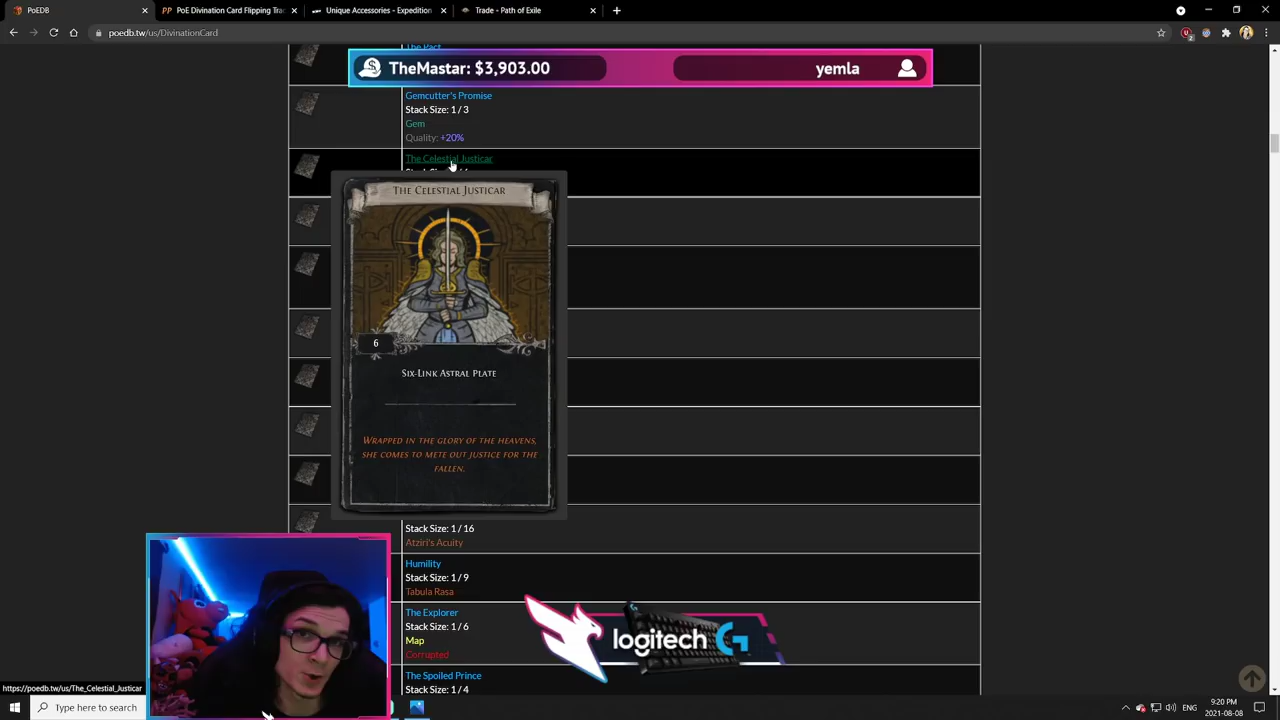 PoEDB
PoE Divination Card Flipping Trac
Unique Accessories - Expedition
Trade - Path of Exile
poedb.tw/us/DivinationCard
The Pact
TheMastar: $3,903.00
yemla
Gemcutter's Promise
Stack Size: 1 / 3
Gem
Quality: +20%
The Celestial Justicar
THE CELESTIAL JUSTICAR
6
SIX-LINK ASTRAL PLATE
WRAPPED IN THE GLORY OF THE HEAVENS,
SHE COMES TO METE OUT JUSTICE FOR THE
FALLEN.
Stack Size: 1 / 16
Atziri's Acuity
Humility
Stack Size: 1 / 9
Tabula Rasa
The Explorer
Stack Size: 1 / 6
Map
Corrupted
logitech G
The Spoiled Prince
Stack Size: 1 / 4
https://poedb.tw/us/The_Celestial_Justicar
Type here to search
ENG
9:20 PM
2021-08-08